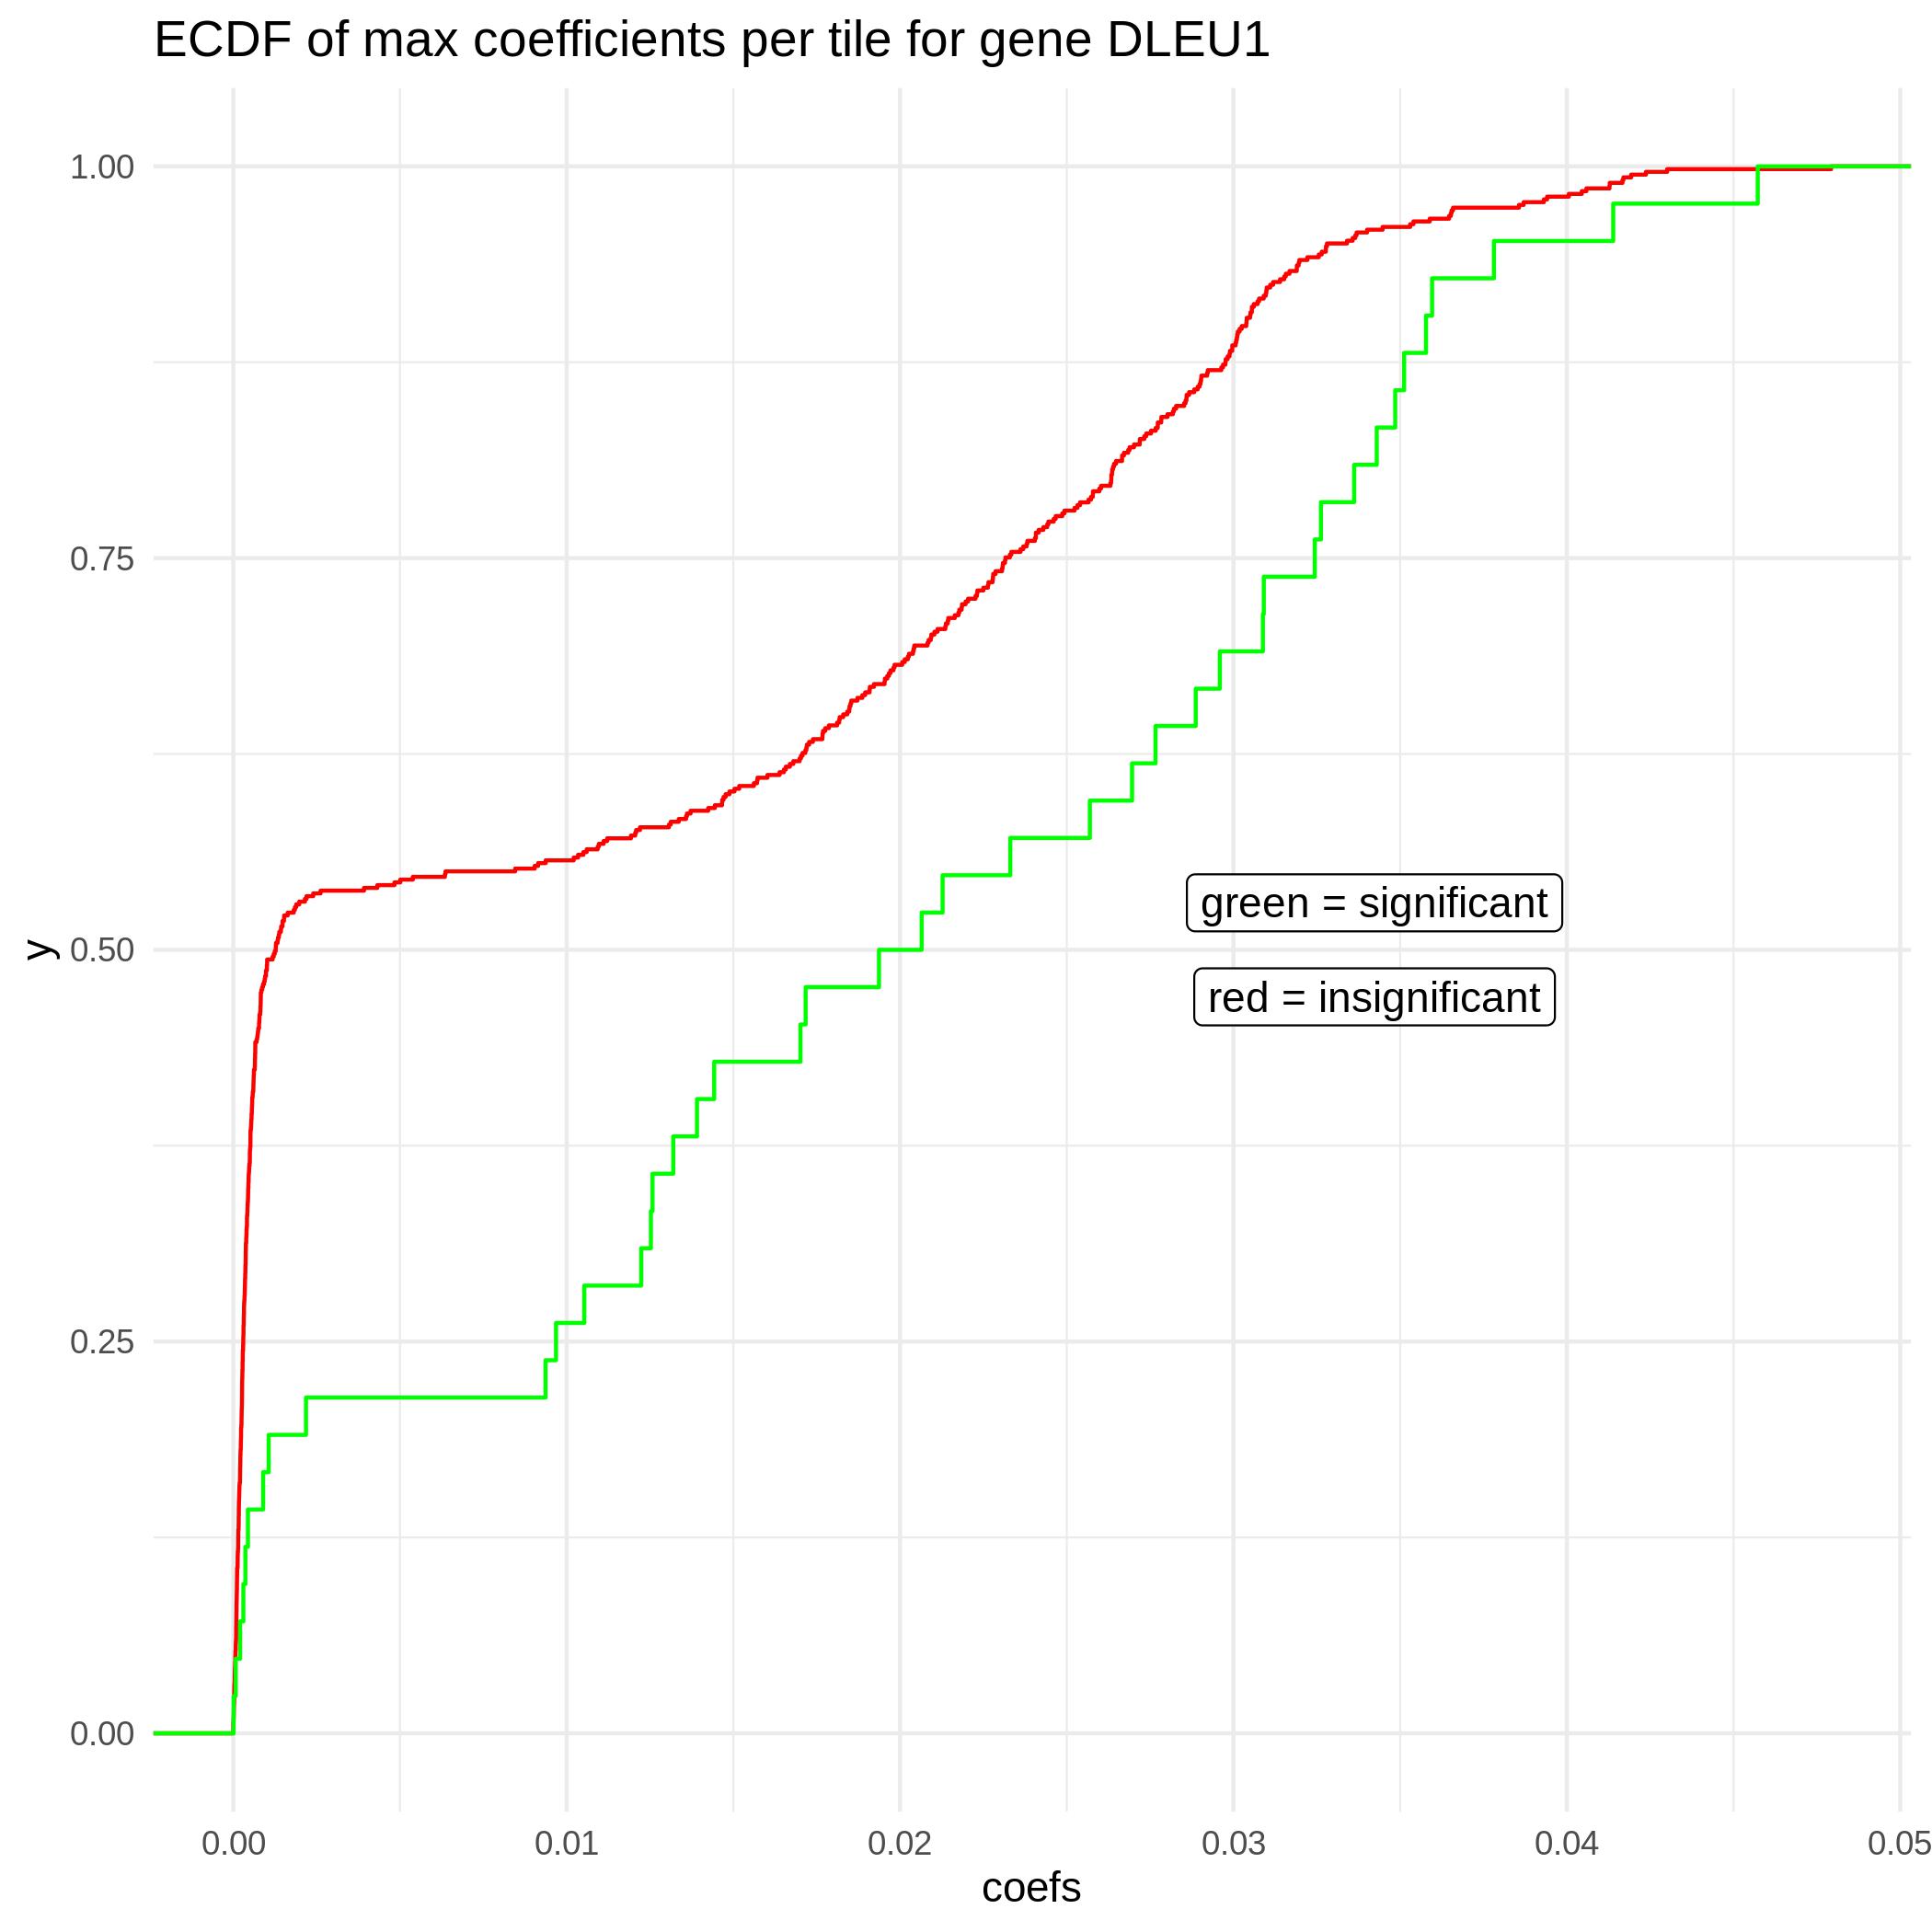 ECDF of max coefficients per tile for gene DLEU1
1.00
0.75
0.50
0.25
0.00
y
green = significant
red = insignificant
0.00 0.01 0.02 0.03 0.04 0.05
coefs